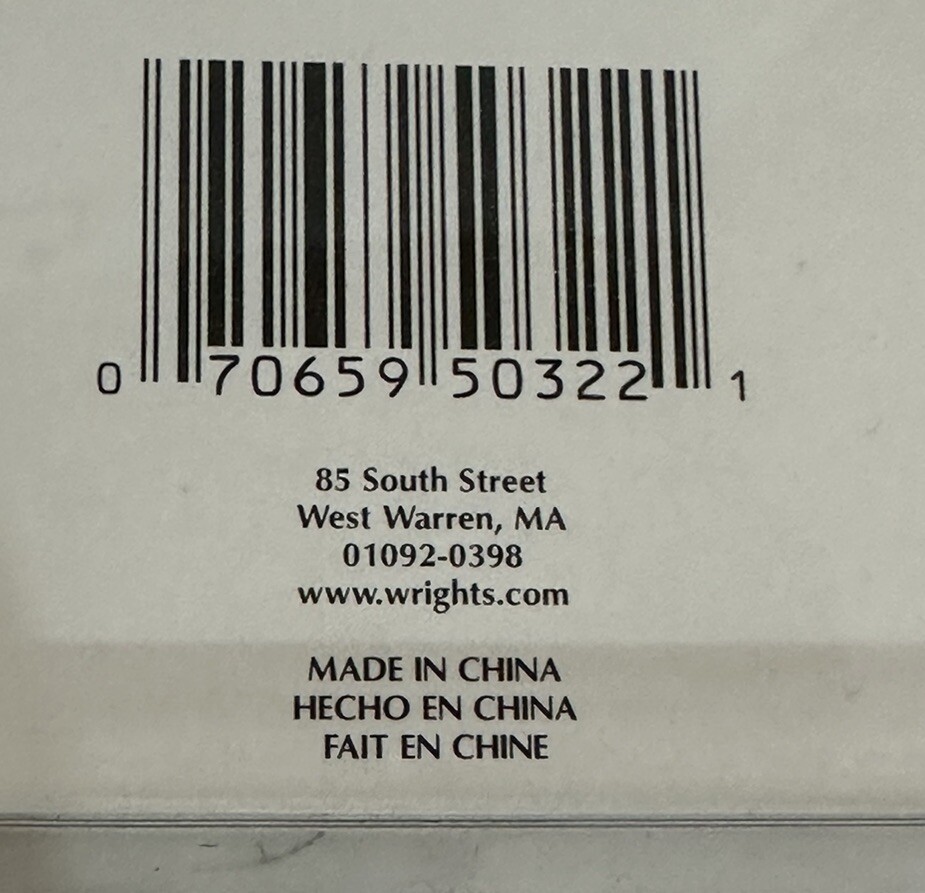 0 70659 50322 1
85 South Street
West Warren, MA
01092-0398
www.wrights.com
MADE IN CHINA
HECHO EN CHINA
FAIT EN CHINE